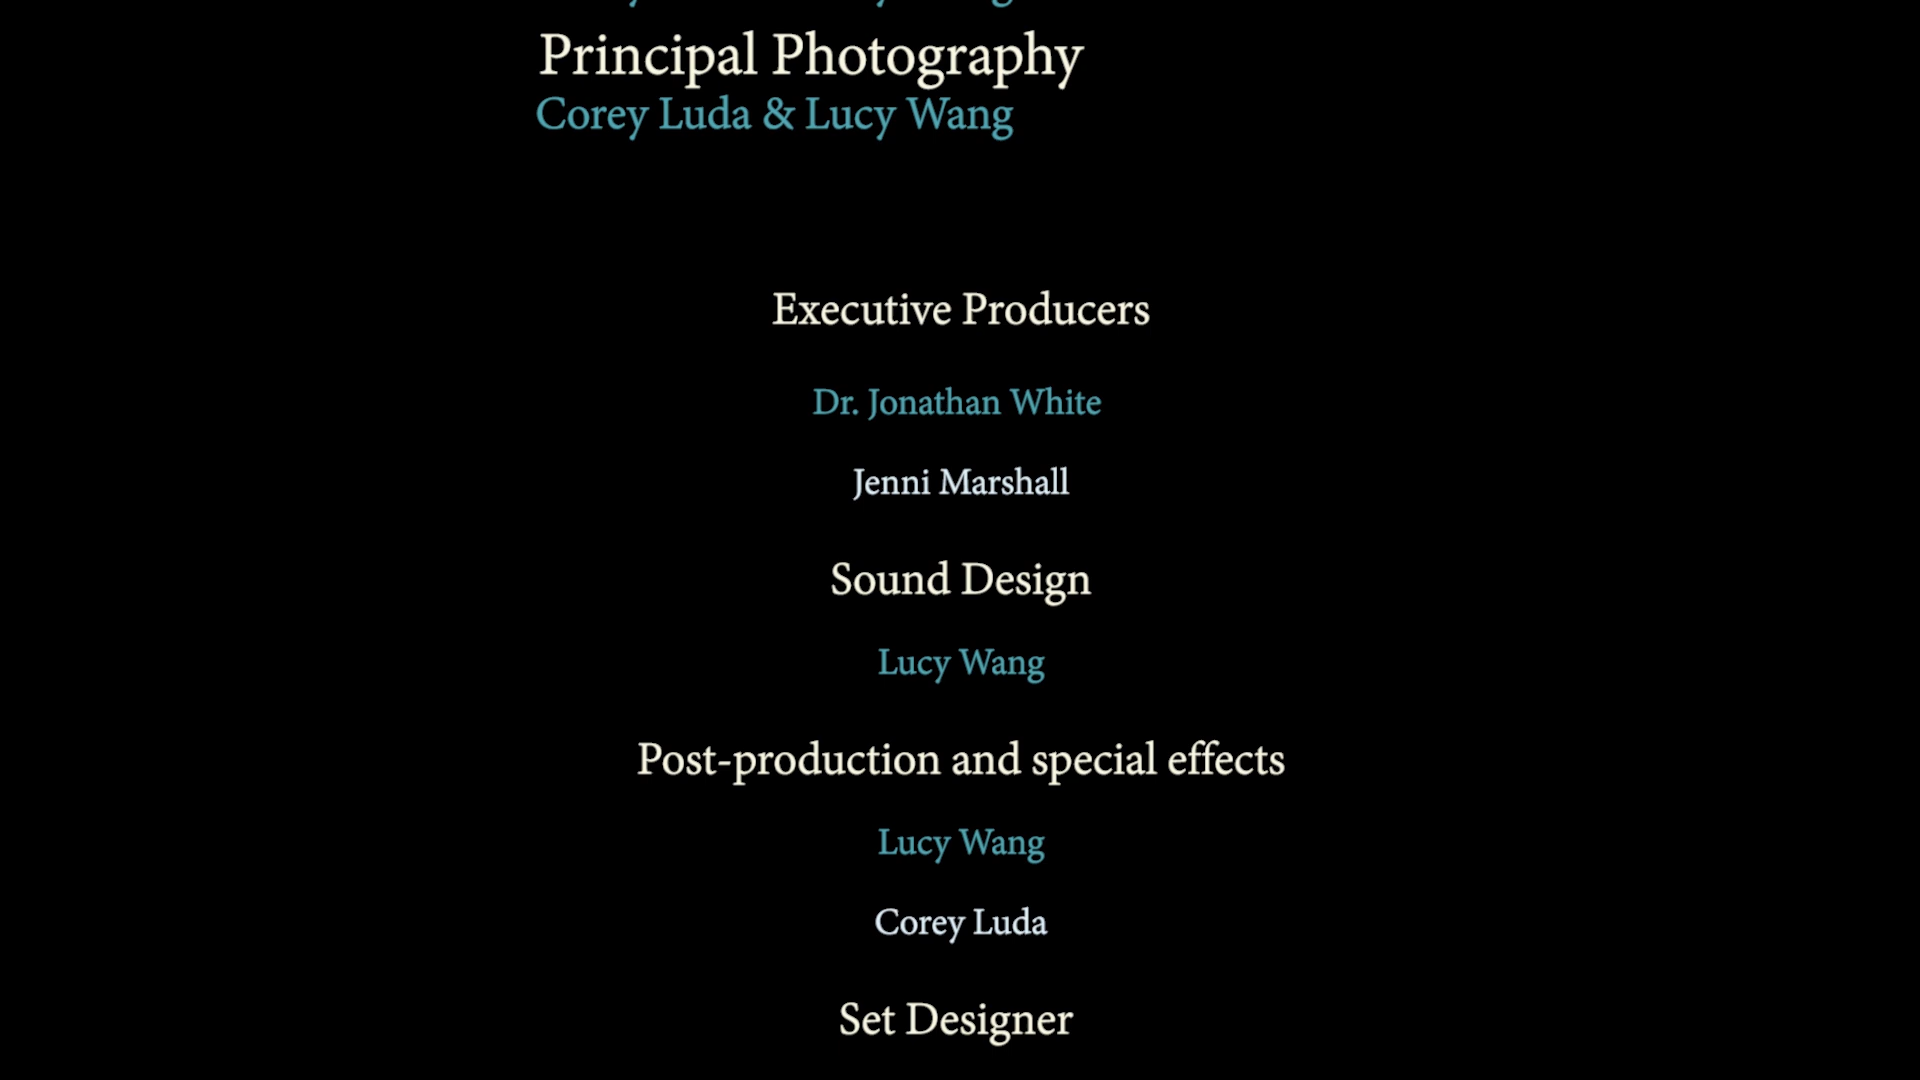 Principal Photography
Corey Luda & Lucy Wang
Executive Producers
Dr. Jonathan White
Jenni Marshall
Sound Design
Lucy Wang
Post-production and special effects
Lucy Wang
Corey Luda
Set Designer